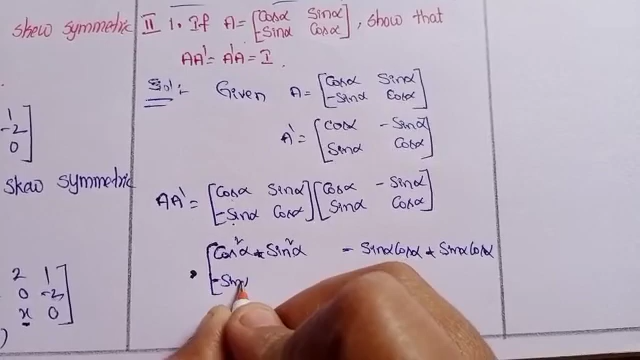 skew symmetric
1
-2
0
skew symmetric
2 1
0 -2
x 0
)
II 1. If A = [cosα sinα
-sinα cosα], show that
AA' = A'A = I.
Sol:- Given A = [cosα sinα
-sinα cosα]
A' = [cosα -sinα
sinα cosα]
AA' = [cosα sinα
-sinα cosα] [cosα -sinα
sinα cosα]
[cos²α + sin²α -sinαcosα + sinαcosα
-sin